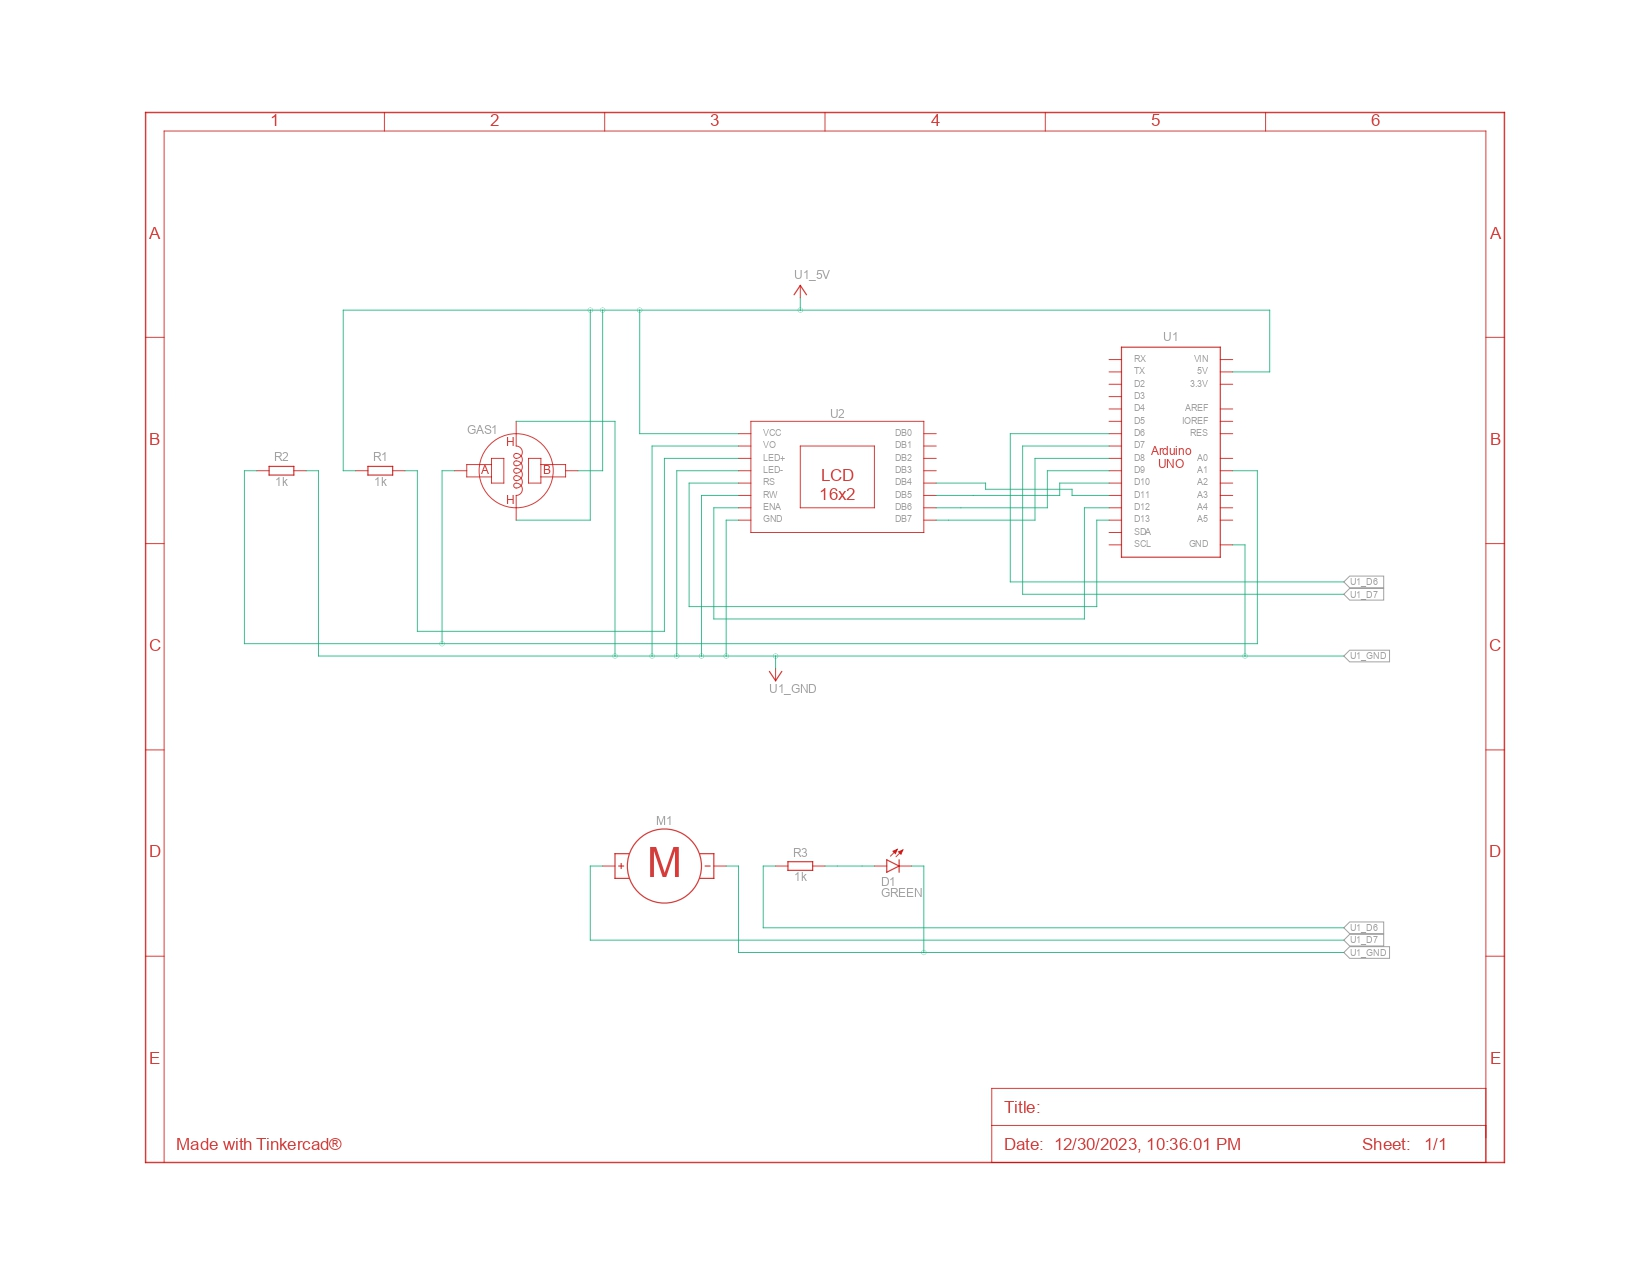 1 2 3 4 5 6
A A
U1_5V
U1
RX VIN
TX 5V
D2 3.3V
D3
D4 AREF
D5 IOREF
D6 RES
D7
Arduino
UNO
D8 A0
D9 A1
D10 A2
D11 A3
D12 A4
D13 A5
SDA
SCL GND
B B
U2
VCC DB0
VO DB1
LED+ DB2
LED- DB3
RS DB4
RW DB5
ENA DB6
GND DB7
LCD
16x2
GAS1
H
A B
H
R2 R1
1k 1k
U1_D6
U1_D7
C C
U1_GND
U1_GND
M1
M
+ -
R3
1k
D1
GREEN
D D
U1_D6
U1_D7
U1_GND
E E
Title:
Made with Tinkercad®
Date: 12/30/2023, 10:36:01 PM Sheet: 1/1